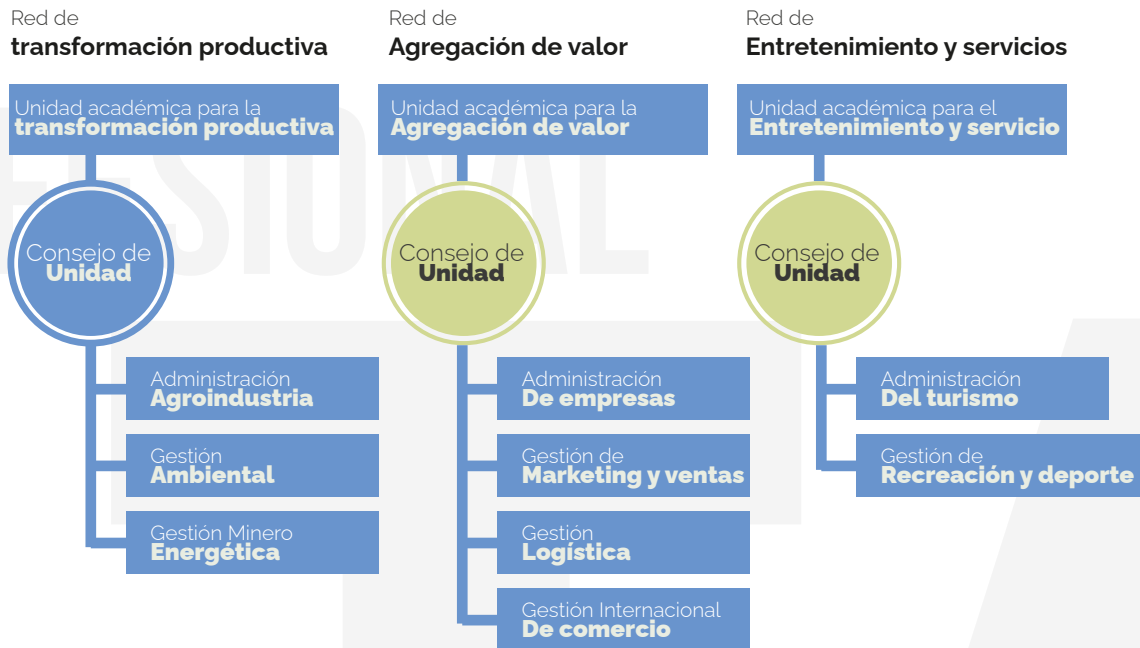 Red de
transformación productiva
Unidad académica para la
transformación productiva
Consejo de
Unidad
Administración
Agroindustria
Gestión
Ambiental
Gestión Minero
Energética
Red de
Agregación de valor
Unidad académica para la
Agregación de valor
Consejo de
Unidad
Administración
De empresas
Gestión de
Marketing y ventas
Gestión
Logística
Gestión Internacional
De comercio
Red de
Entretenimiento y servicios
Unidad académica para el
Entretenimiento y servicio
Consejo de
Unidad
Administración
Del turismo
Gestión de
Recreación y deporte